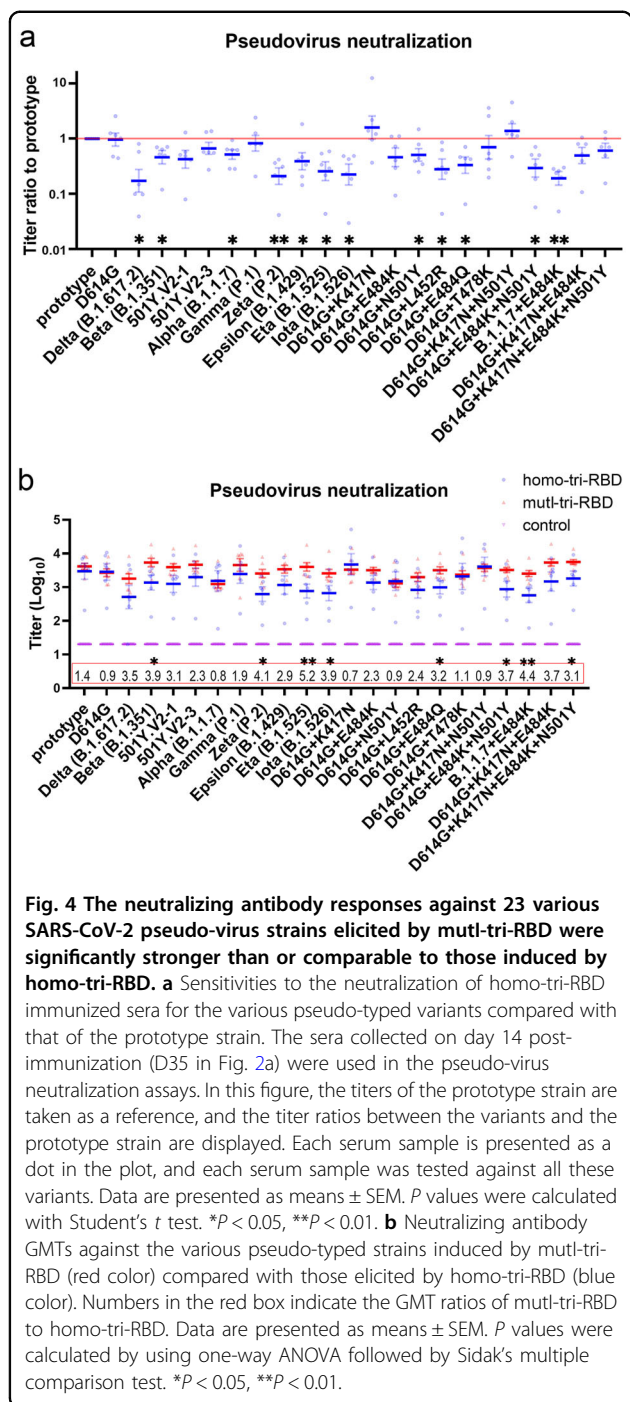 a
Pseudovirus neutralization
Titer ratio to prototype
10
1
0.1
0.01
* * * ** * * * * * * * **
prototype
D614G
Delta (B.1.617.2)
Beta (B.1.351)
501Y.V2-1
501Y.V2-3
Alpha (B.1.1.7)
Gamma (P.1)
Zeta (P.2)
Epsilon (B.1.429)
Eta (B.1.525)
Iota (B.1.526)
D614G+K417N
D614G+E484K
D614G+N501Y
D614G+L452R
D614G+E484Q
D614G+T478K
D614G+K417N+N501Y
D614G+E484K+N501Y
B.1.1.7+E484K
D614G+K417N+E484K
D614G+K417N+E484K+N501Y
b
Pseudovirus neutralization
homo-tri-RBD
mutl-tri-RBD
control
Titer (Log10)
5
4
3
2
1
0
* * ** * * * ** *
1.4 0.9 3.5 3.9 3.1 2.3 0.8 1.9 4.1 2.9 5.2 3.9 0.7 2.3 0.9 2.4 3.2 1.1 0.9 3.7 4.4 3.7 3.1
prototype
D614G
Delta (B.1.617.2)
Beta (B.1.351)
501Y.V2-1
501Y.V2-3
Alpha (B.1.1.7)
Gamma (P.1)
Zeta (P.2)
Epsilon (B.1.429)
Eta (B.1.525)
Iota (B.1.526)
D614G+K417N
D614G+E484K
D614G+N501Y
D614G+L452R
D614G+E484Q
D614G+T478K
D614G+K417N+N501Y
D614G+E484K+N501Y
B.1.1.7+E484K
D614G+K417N+E484K
D614G+K417N+E484K+N501Y
Fig. 4 The neutralizing antibody responses against 23 various
SARS-CoV-2 pseudo-virus strains elicited by mutl-tri-RBD were
significantly stronger than or comparable to those induced by
homo-tri-RBD. a Sensitivities to the neutralization of homo-tri-RBD
immunized sera for the various pseudo-typed variants compared with
that of the prototype strain. The sera collected on day 14 post-
immunization (D35 in Fig. 2a) were used in the pseudo-virus
neutralization assays. In this figure, the titers of the prototype strain are
taken as a reference, and the titer ratios between the variants and the
prototype strain are displayed. Each serum sample is presented as a
dot in the plot, and each serum sample was tested against all these
variants. Data are presented as means ± SEM. P values were calculated
with Student's t test. *P < 0.05, **P < 0.01. b Neutralizing antibody
GMTs against the various pseudo-typed strains induced by mutl-tri-
RBD (red color) compared with those elicited by homo-tri-RBD (blue
color). Numbers in the red box indicate the GMT ratios of mutl-tri-RBD
to homo-tri-RBD. Data are presented as means ± SEM. P values were
calculated by using one-way ANOVA followed by Sidak's multiple
comparison test. *P < 0.05, **P < 0.01.